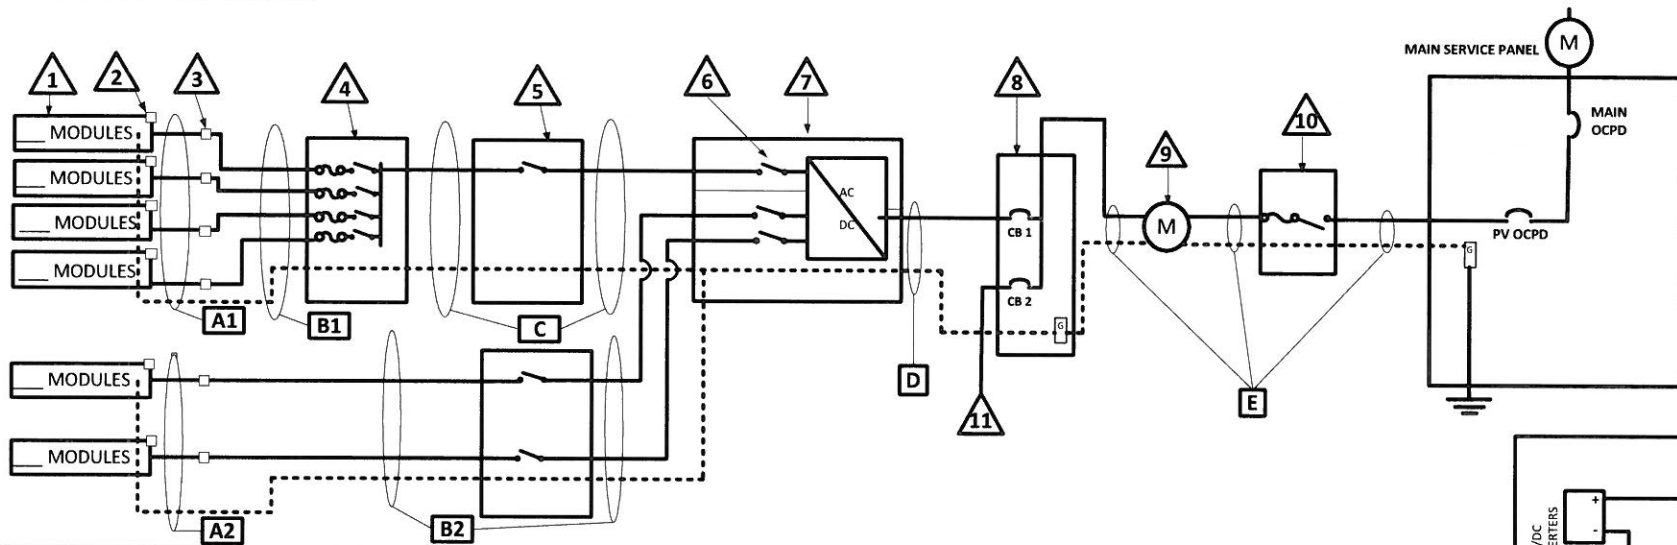 MAIN SERVICE PANEL
M
1
2
3
4
5
6
7
8
9
10
MAIN
OCPD
___ MODULES
___ MODULES
___ MODULES
___ MODULES
AC
DC
CB 1
M
PV OCPD
G
CB 2
G
A1
B1
C
D
E
11
___ MODULES
___ MODULES
A2
B2
+
-
/DC
ERTERS